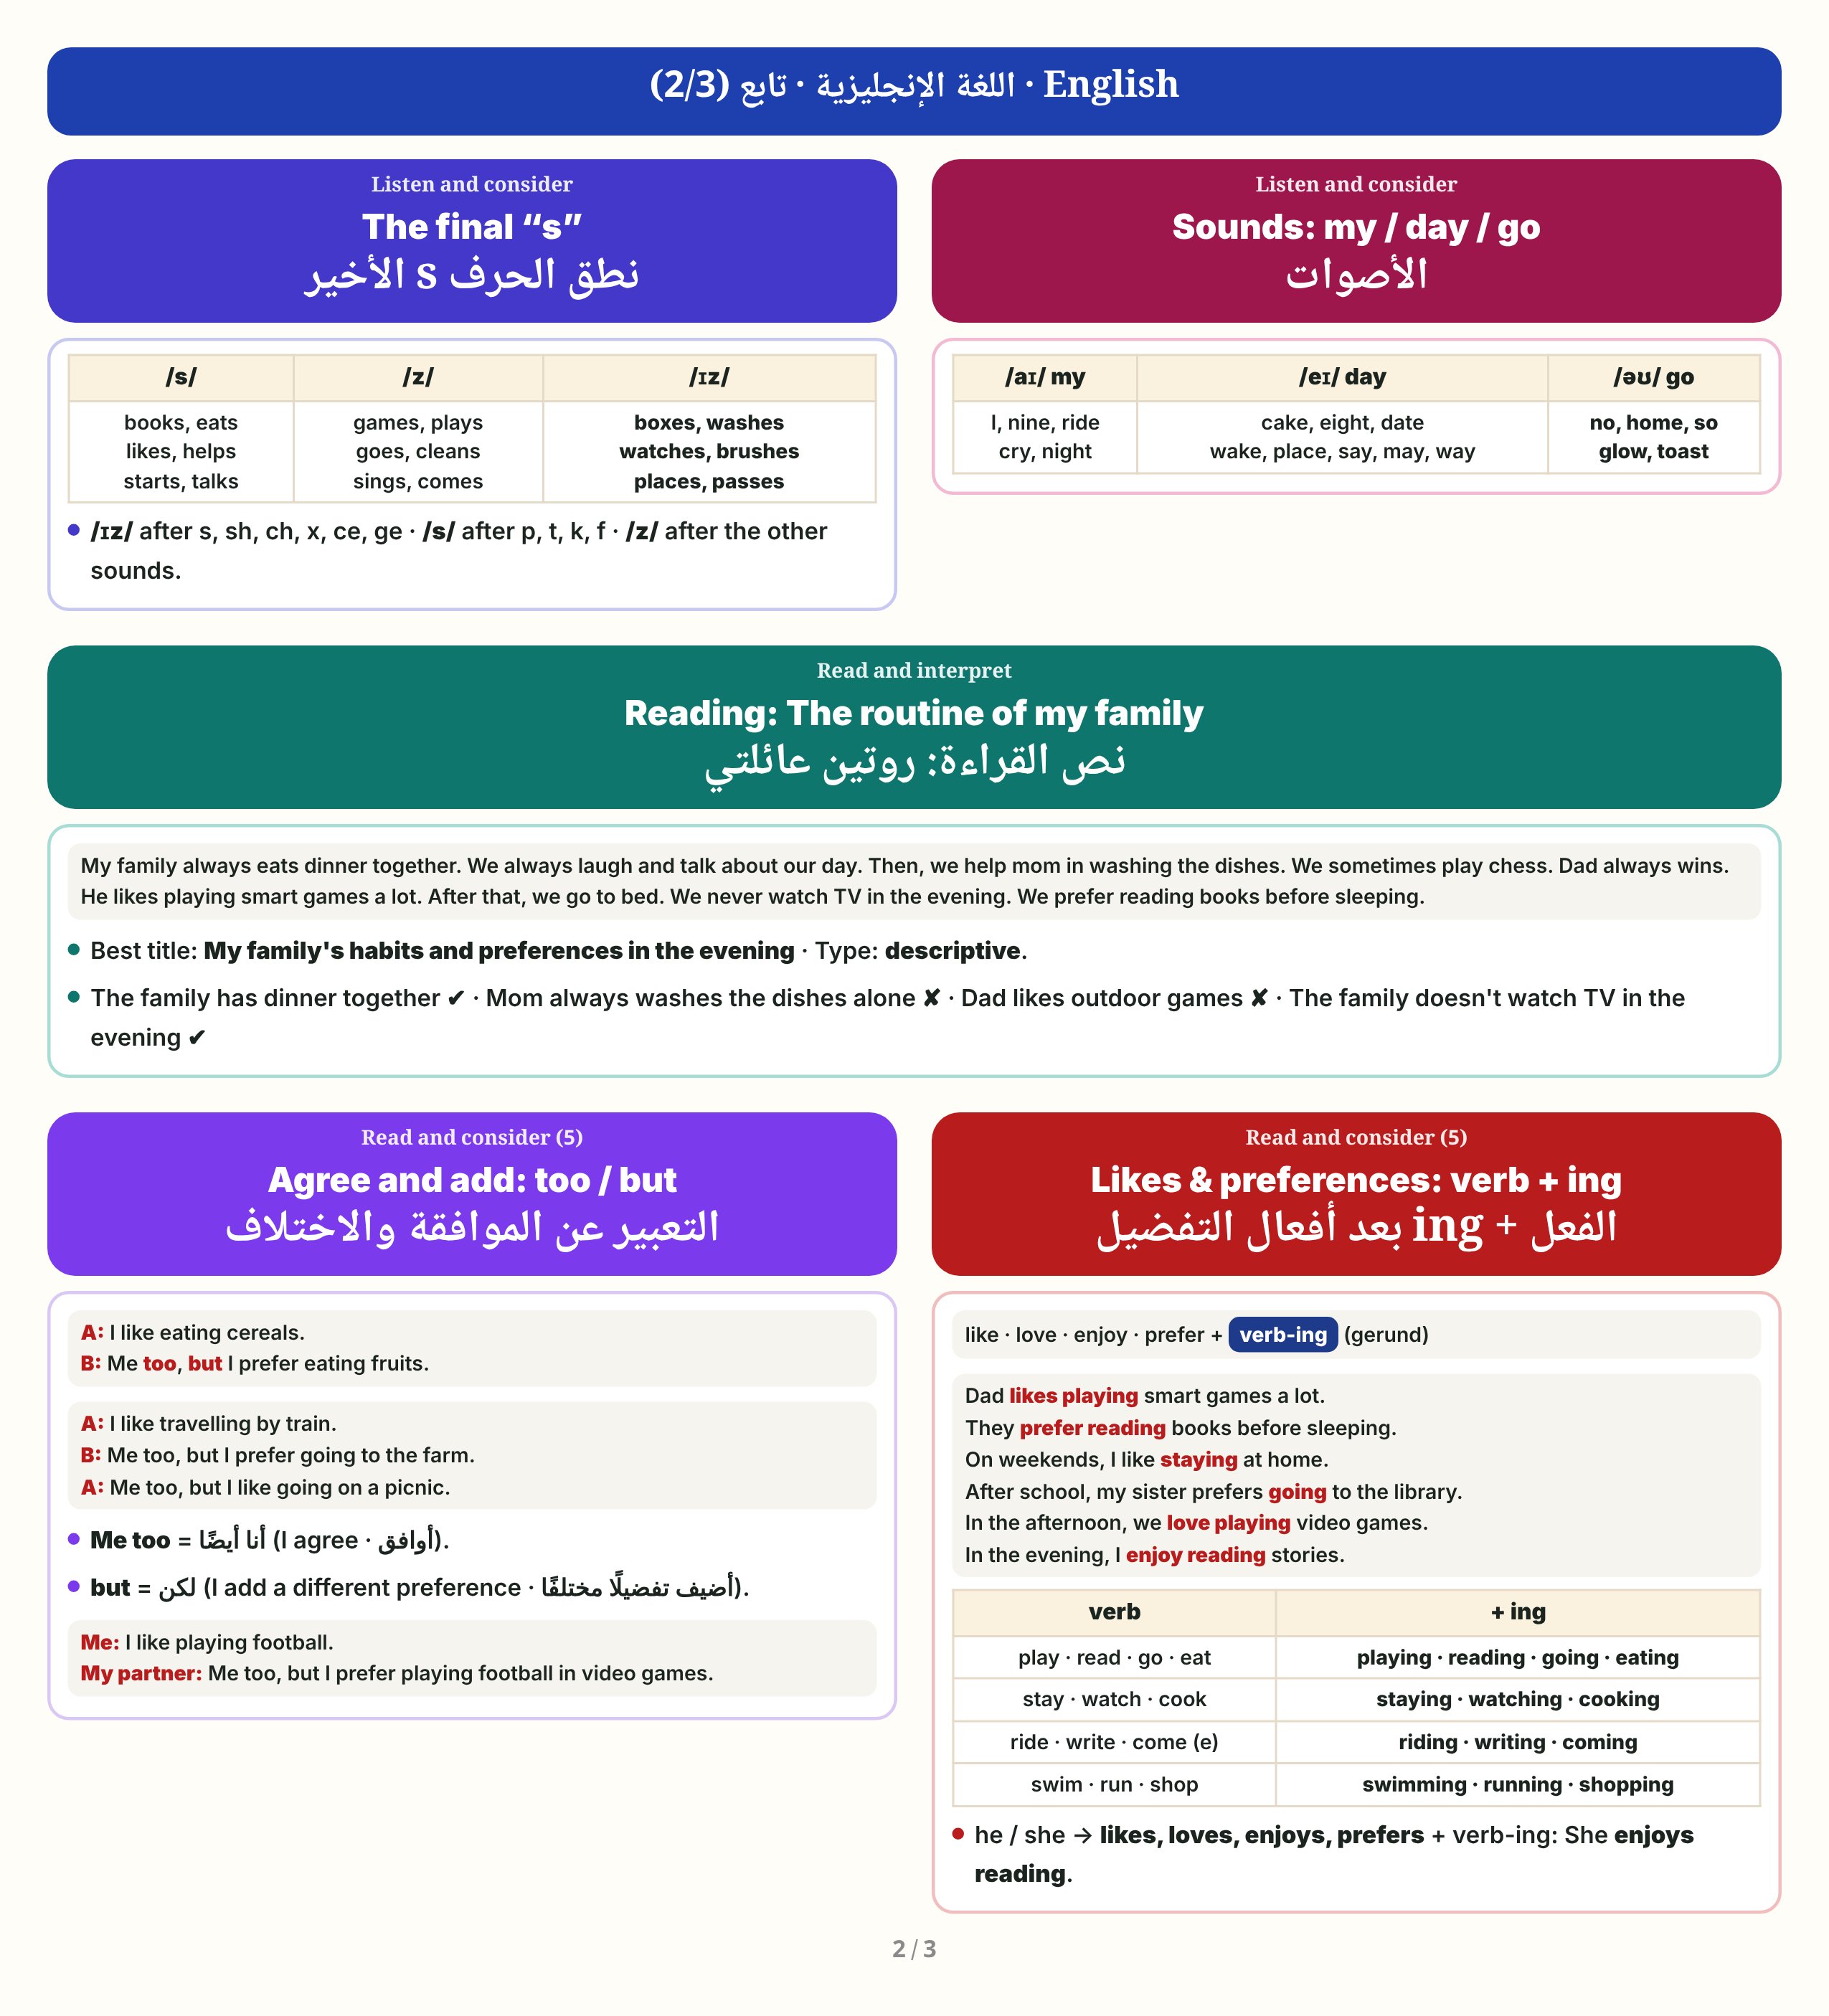 English · اللغة الإنجليزية · تابع (2/3)
Listen and consider
The final “s”
نطق الحرف s الأخير
/s/ /z/ /ɪz/
books, eats games, plays boxes, washes
likes, helps goes, cleans watches, brushes
starts, talks sings, comes places, passes
/ɪz/ after s, sh, ch, x, ce, ge · /s/ after p, t, k, f · /z/ after the other
sounds.
Listen and consider
Sounds: my / day / go
الأصوات
/aɪ/ my /eɪ/ day /əʊ/ go
I, nine, ride cake, eight, date no, home, so
cry, night wake, place, say, may, way glow, toast
Read and interpret
Reading: The routine of my family
نص القراءة: روتين عائلتي
My family always eats dinner together. We always laugh and talk about our day. Then, we help mom in washing the dishes. We sometimes play chess. Dad always wins.
He likes playing smart games a lot. After that, we go to bed. We never watch TV in the evening. We prefer reading books before sleeping.
Best title: My family's habits and preferences in the evening · Type: descriptive.
The family has dinner together ✔ · Mom always washes the dishes alone ✘ · Dad likes outdoor games ✘ · The family doesn't watch TV in the
evening ✔
Read and consider (5)
Agree and add: too / but
التعبير عن الموافقة والاختلاف
A: I like eating cereals.
B: Me too, but I prefer eating fruits.
A: I like travelling by train.
B: Me too, but I prefer going to the farm.
A: Me too, but I like going on a picnic.
Me too = أنا أيضًا (I agree · أوافق).
but = لكن (I add a different preference · أضيف تفضيلًا مختلفًا).
Me: I like playing football.
My partner: Me too, but I prefer playing football in video games.
Read and consider (5)
Likes & preferences: verb + ing
الفعل + ing بعد أفعال التفضيل
like · love · enjoy · prefer + verb-ing (gerund)
Dad likes playing smart games a lot.
They prefer reading books before sleeping.
On weekends, I like staying at home.
After school, my sister prefers going to the library.
In the afternoon, we love playing video games.
In the evening, I enjoy reading stories.
verb + ing
play · read · go · eat playing · reading · going · eating
stay · watch · cook staying · watching · cooking
ride · write · come (e) riding · writing · coming
swim · run · shop swimming · running · shopping
he / she → likes, loves, enjoys, prefers + verb-ing: She enjoys
reading.
2 / 3